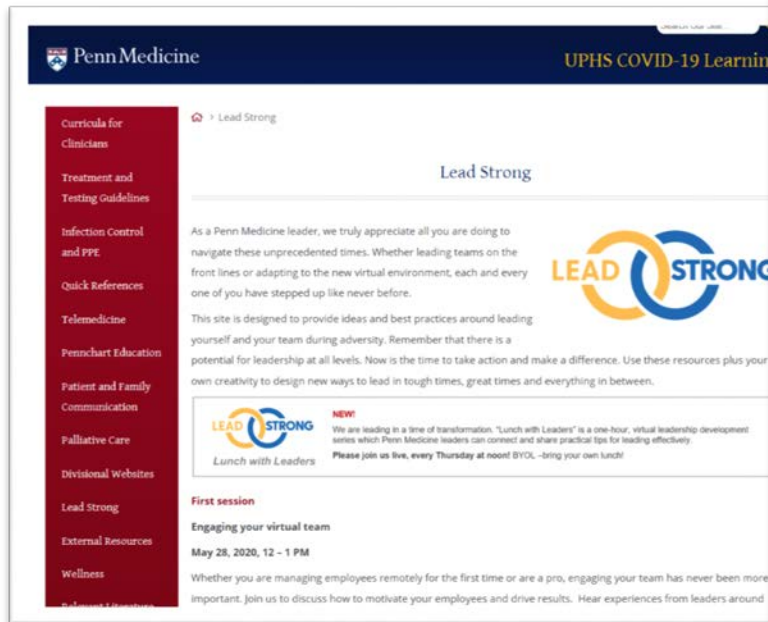 Penn Medicine
UPHS COVID-19 Learnin
Curricula for
Clinicians
Treatment and
Testing Guidelines
Infection Control
and PPE
Quick References
Telemedicine
Pennchart Education
Patient and Family
Communication
Palliative Care
Divisional Websites
Lead Strong
External Resources
Wellness
Relevant Literature
> Lead Strong
Lead Strong
As a Penn Medicine leader, we truly appreciate all you are doing to
navigate these unprecedented times. Whether leading teams on the
front lines or adapting to the new virtual environment, each and every
one of you have stepped up like never before.
LEAD STRONG
This site is designed to provide ideas and best practices around leading
yourself and your team during adversity. Remember that there is a
potential for leadership at all levels. Now is the time to take action and make a difference. Use these resources plus your
own creativity to design new ways to lead in tough times, great times and everything in between.
LEAD STRONG
Lunch with Leaders
NEW!
We are leading in a time of transformation. "Lunch with Leaders" is a one-hour, virtual leadership development
series which Penn Medicine leaders can connect and share practical tips for leading effectively.
Please join us live, every Thursday at noon! BYOL –bring your own lunch!
First session
Engaging your virtual team
May 28, 2020, 12 – 1 PM
Whether you are managing employees remotely for the first time or are a pro, engaging your team has never been more
important. Join us to discuss how to motivate your employees and drive results. Hear experiences from leaders around